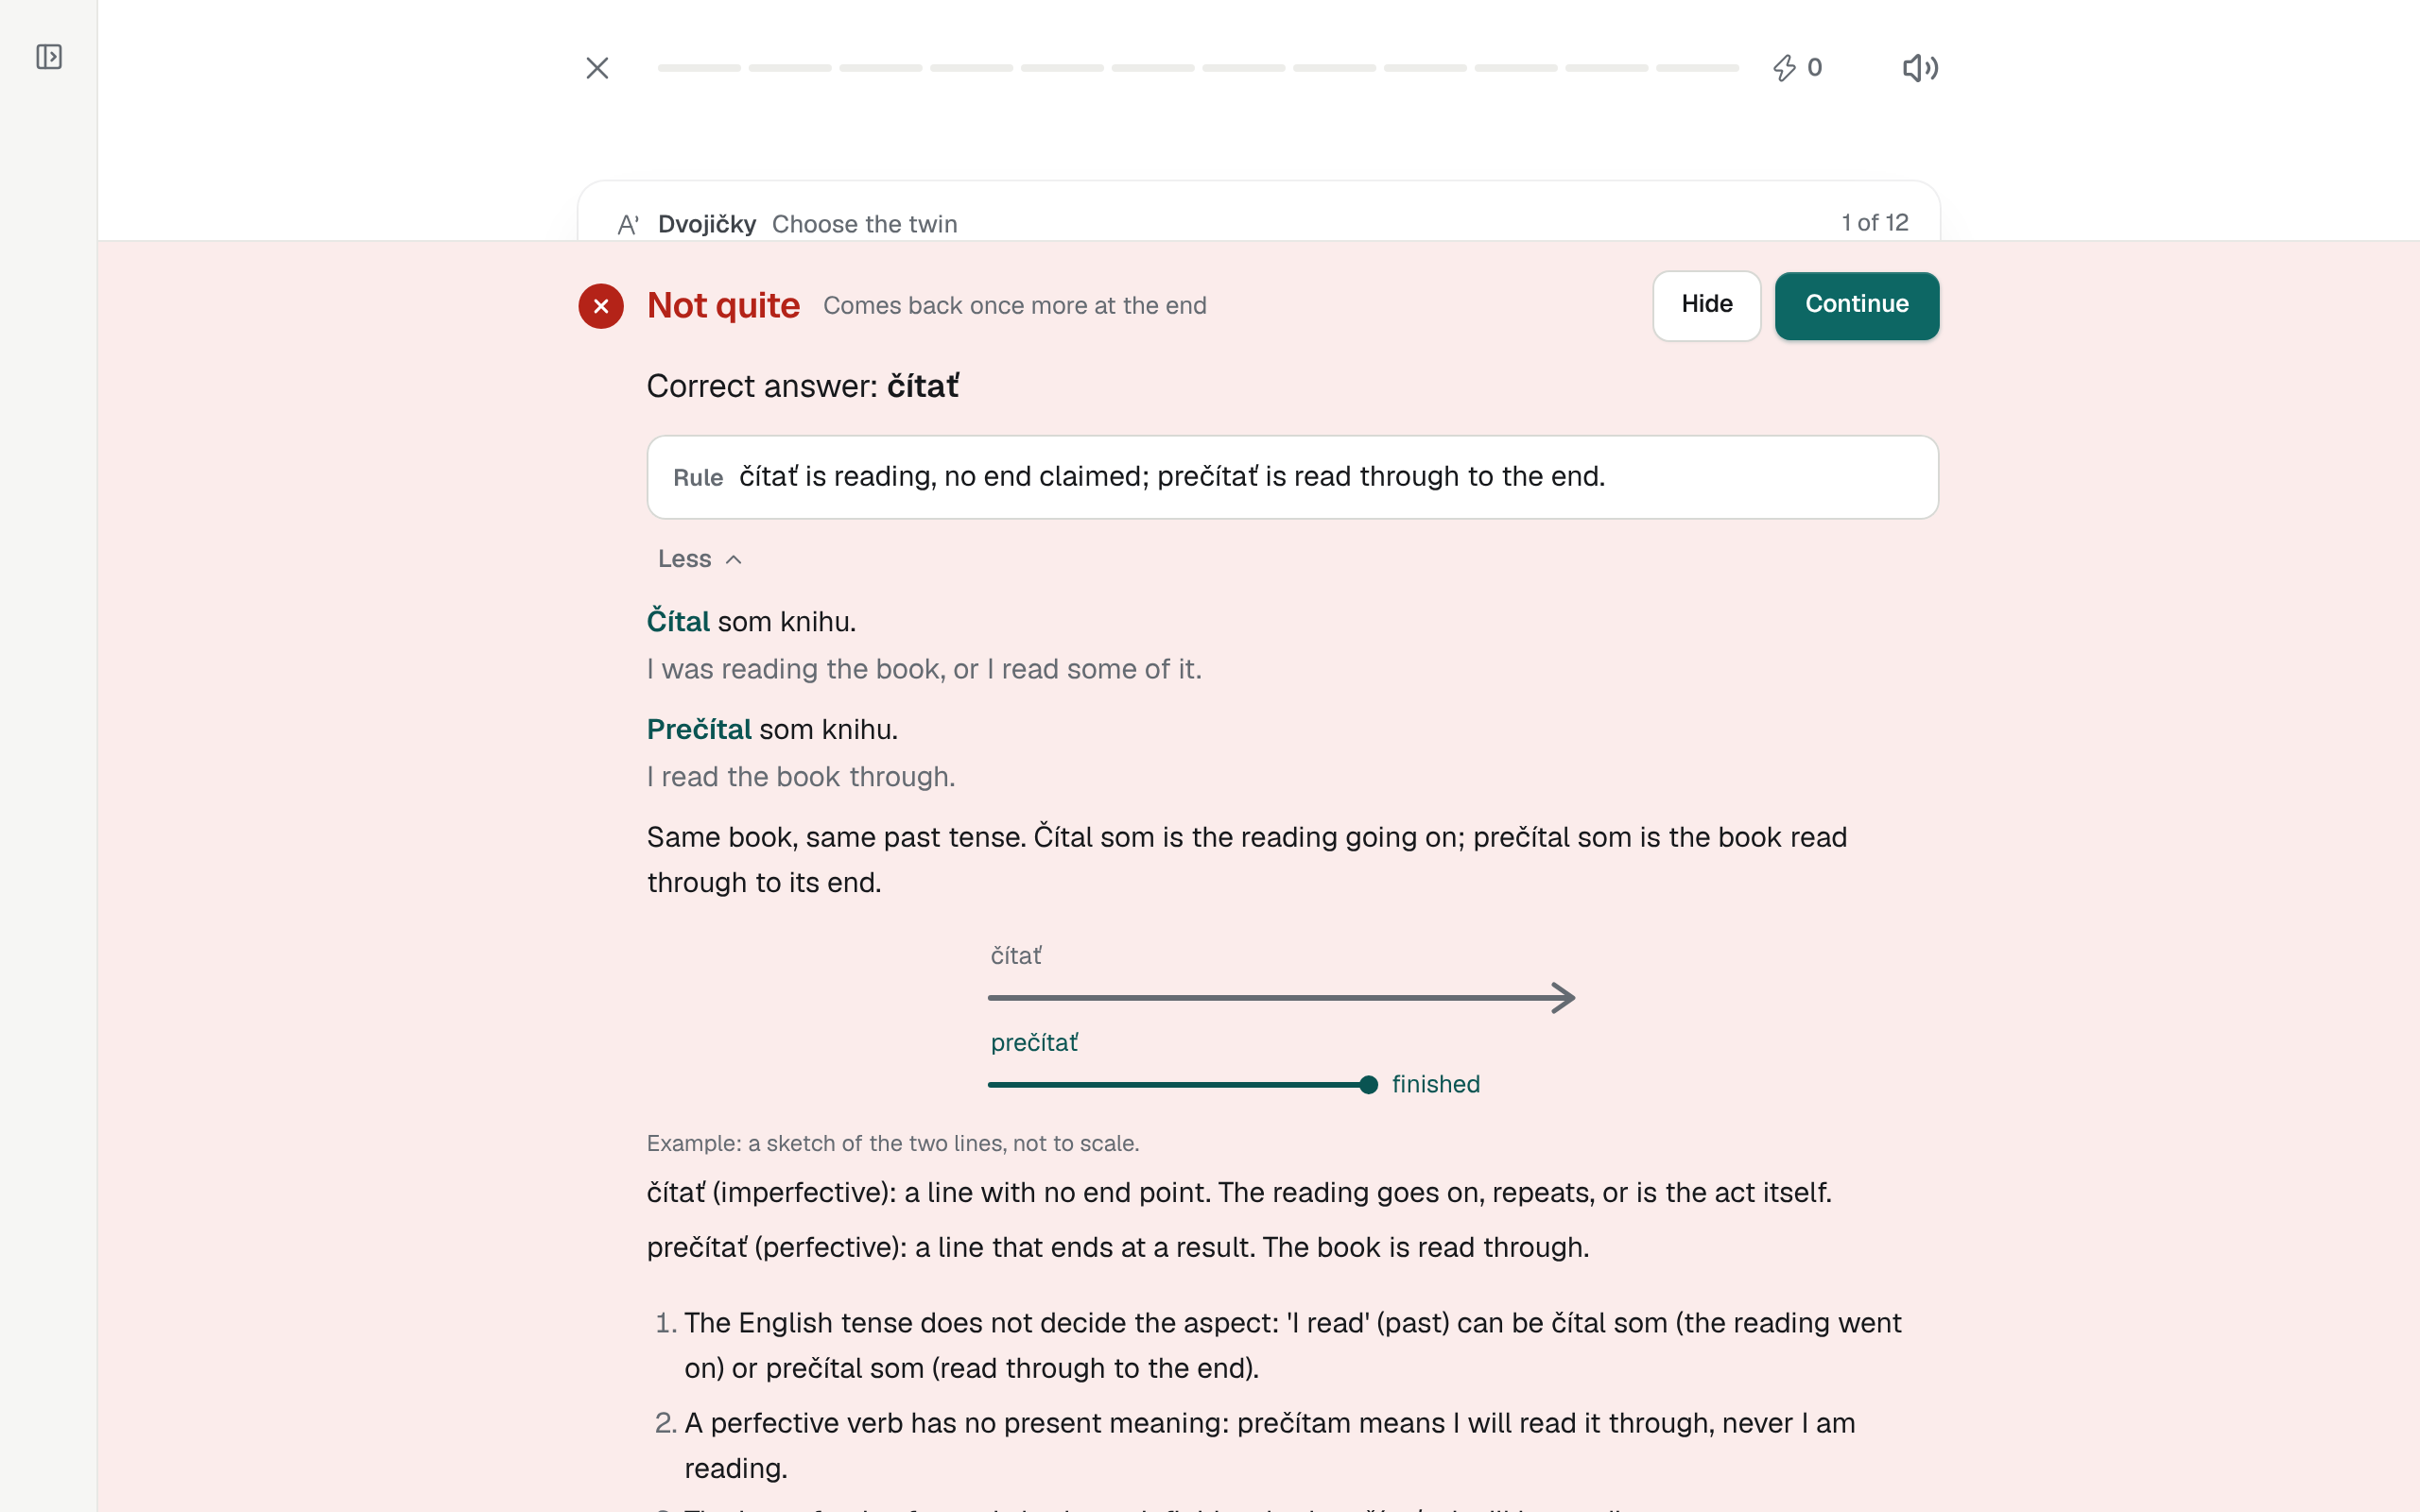 0
Dvojičky Choose the twin 1 of 12
Not quite Comes back once more at the end Hide Continue
Correct answer: čítať
Rule čítať is reading, no end claimed; prečítať is read through to the end.
Less
Čítal som knihu.
I was reading the book, or I read some of it.
Prečítal som knihu.
I read the book through.
Same book, same past tense. Čítal som is the reading going on; prečítal som is the book read
through to its end.
čítať
prečítať
finished
Example: a sketch of the two lines, not to scale.
čítať (imperfective): a line with no end point. The reading goes on, repeats, or is the act itself.
prečítať (perfective): a line that ends at a result. The book is read through.
1. The English tense does not decide the aspect: 'I read' (past) can be čítal som (the reading went
on) or prečítal som (read through to the end).
2. A perfective verb has no present meaning: prečítam means I will read it through, never I am
reading.